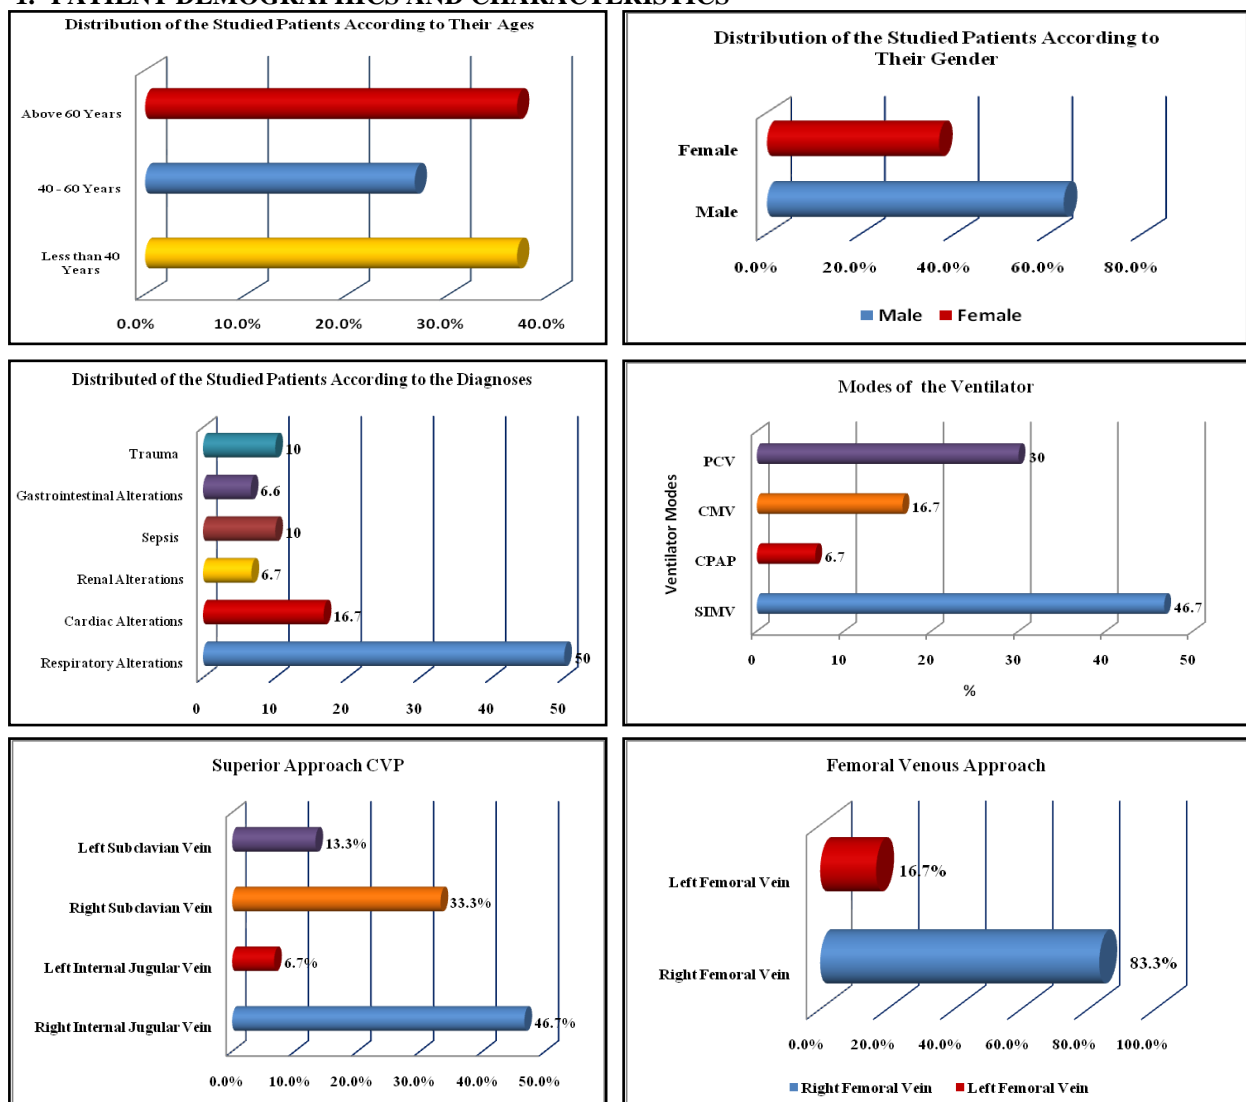 1. PATIENT DEMOGRAPHICS AND CHARACTERISTICS
Distribution of the Studied Patients According to Their Ages
Above 60 Years
40 - 60 Years
Less than 40
Years
0.0% 10.0% 20.0% 30.0% 40.0%
Distribution of the Studied Patients According to
Their Gender
Female
Male
0.0% 20.0% 40.0% 60.0% 80.0%
Male Female
Distributed of the Studied Patients According to the Diagnoses
Trauma 10
Gastrointestinal Alterations 6.6
Sepsis 10
Renal Alterations 6.7
Cardiac Alterations 16.7
Respiratory Alterations 50
0 10 20 30 40 50
Modes of the Ventilator
Ventilator Modes
PCV 30
CMV 16.7
CPAP 6.7
SIMV 46.7
0 10 20 30 40 50
%
Superior Approach CVP
Left Subclavian Vein 13.3%
Right Subclavian Vein 33.3%
Left Internal Jugular Vein 6.7%
Right Internal Jugular Vein 46.7%
0.0% 10.0% 20.0% 30.0% 40.0% 50.0%
Femoral Venous Approach
Left Femoral Vein 16.7%
Right Femoral Vein 83.3%
0.0% 20.0% 40.0% 60.0% 80.0% 100.0%
Right Femoral Vein Left Femoral Vein